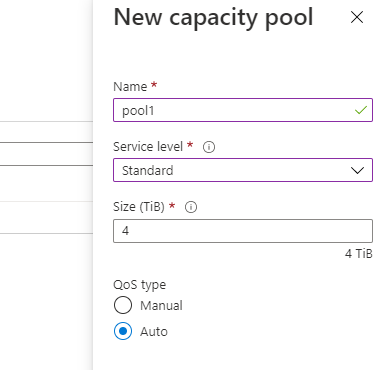 New capacity pool
Name *
pool1
Service level *
Standard
Size (TiB) *
4
4 TiB
QoS type
Manual
Auto